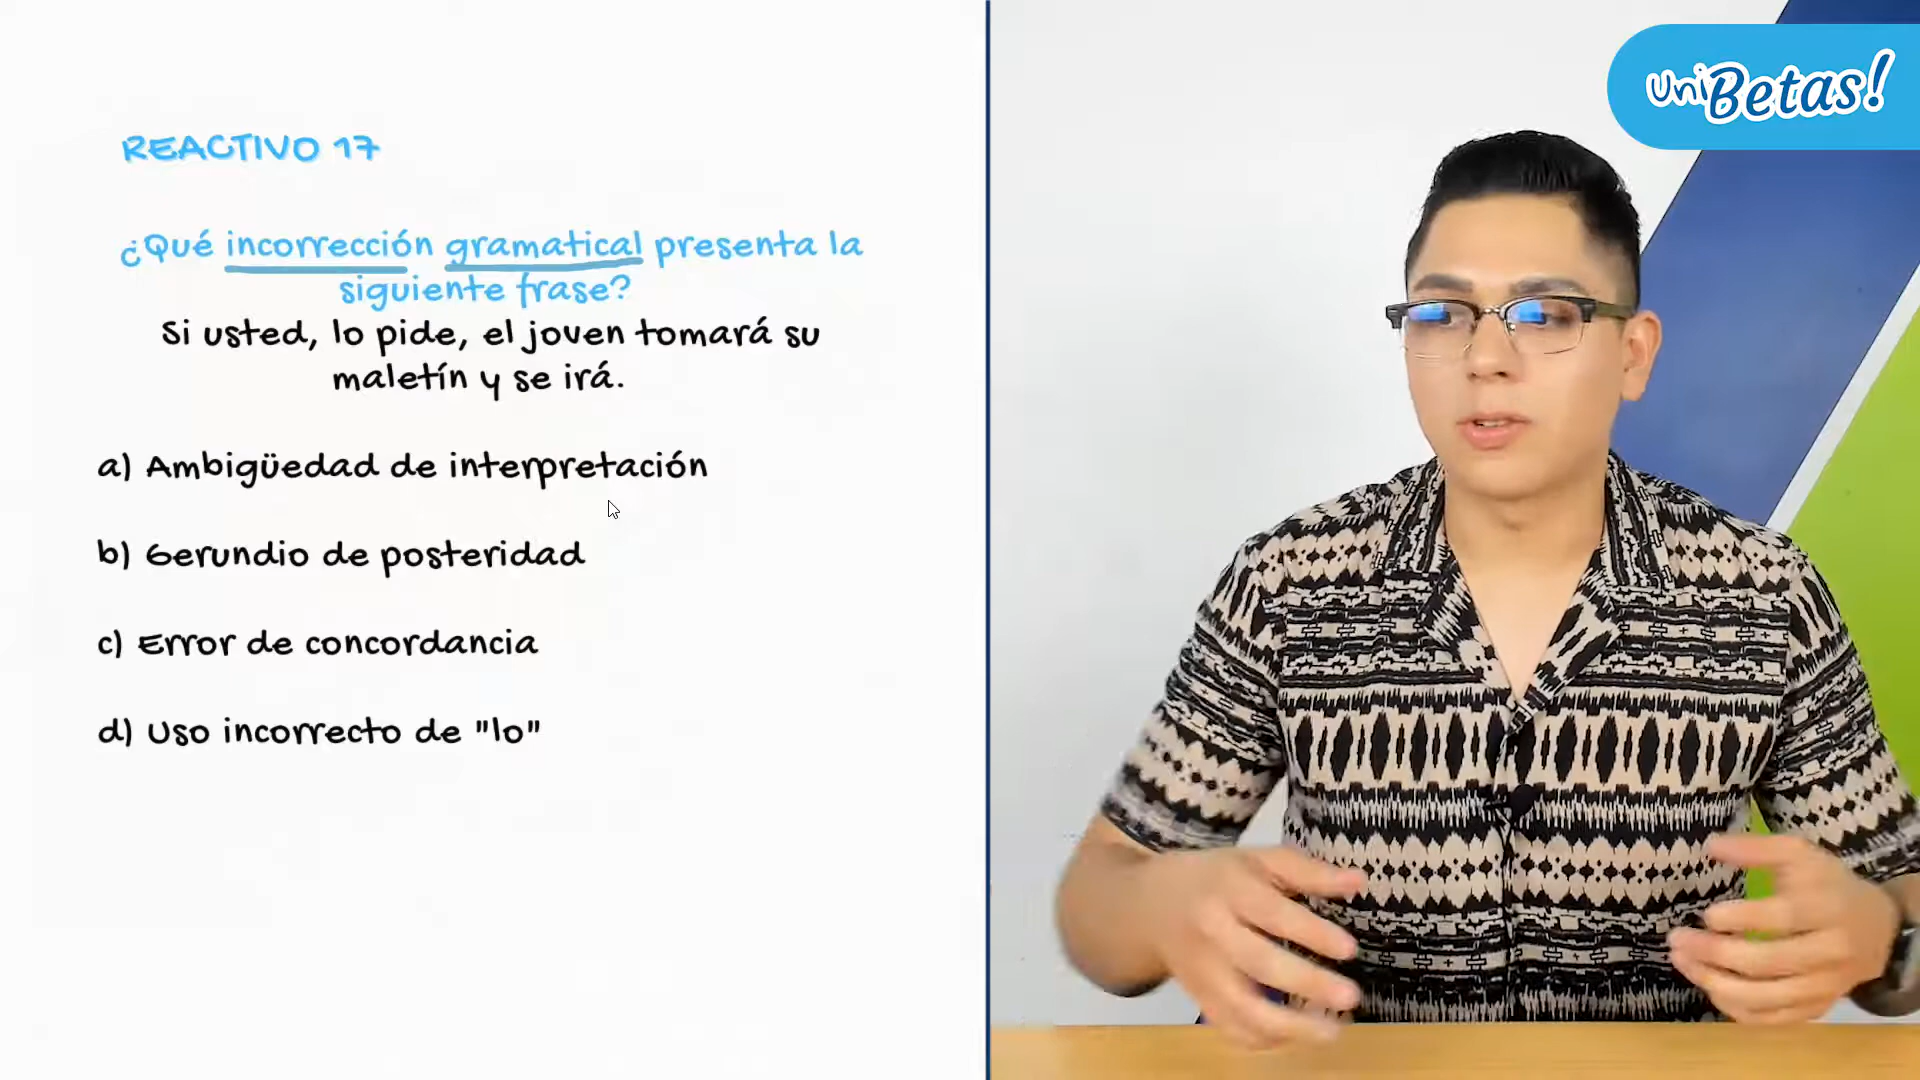 uniBetas!
REACTIVO 17
¿Qué incorrección gramatical presenta la
siguiente frase?
Si usted, lo pide, el joven tomará su
maletín y se irá.
a) Ambigüedad de interpretación
b) Gerundio de posteridad
c) Error de concordancia
d) Uso incorrecto de "lo"